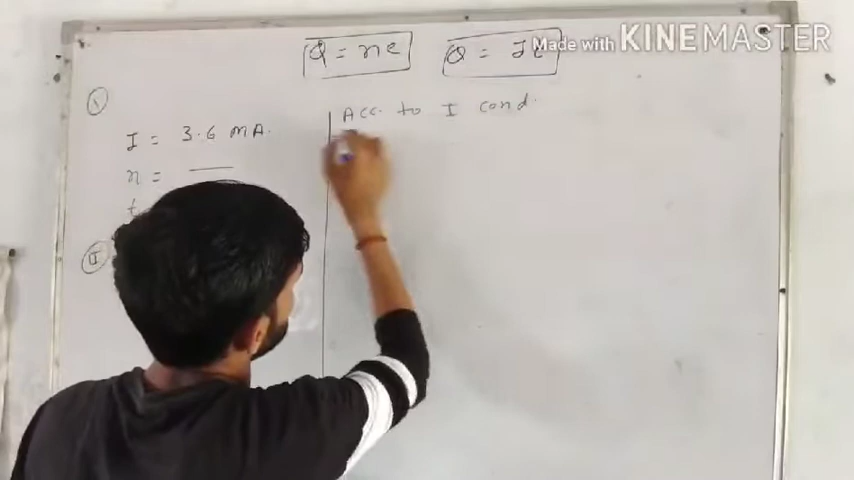 Q = ne Q = It
Made with KINEMASTER
I
Acc. to I cond.
I = 3.6 mA.
n =
t
II